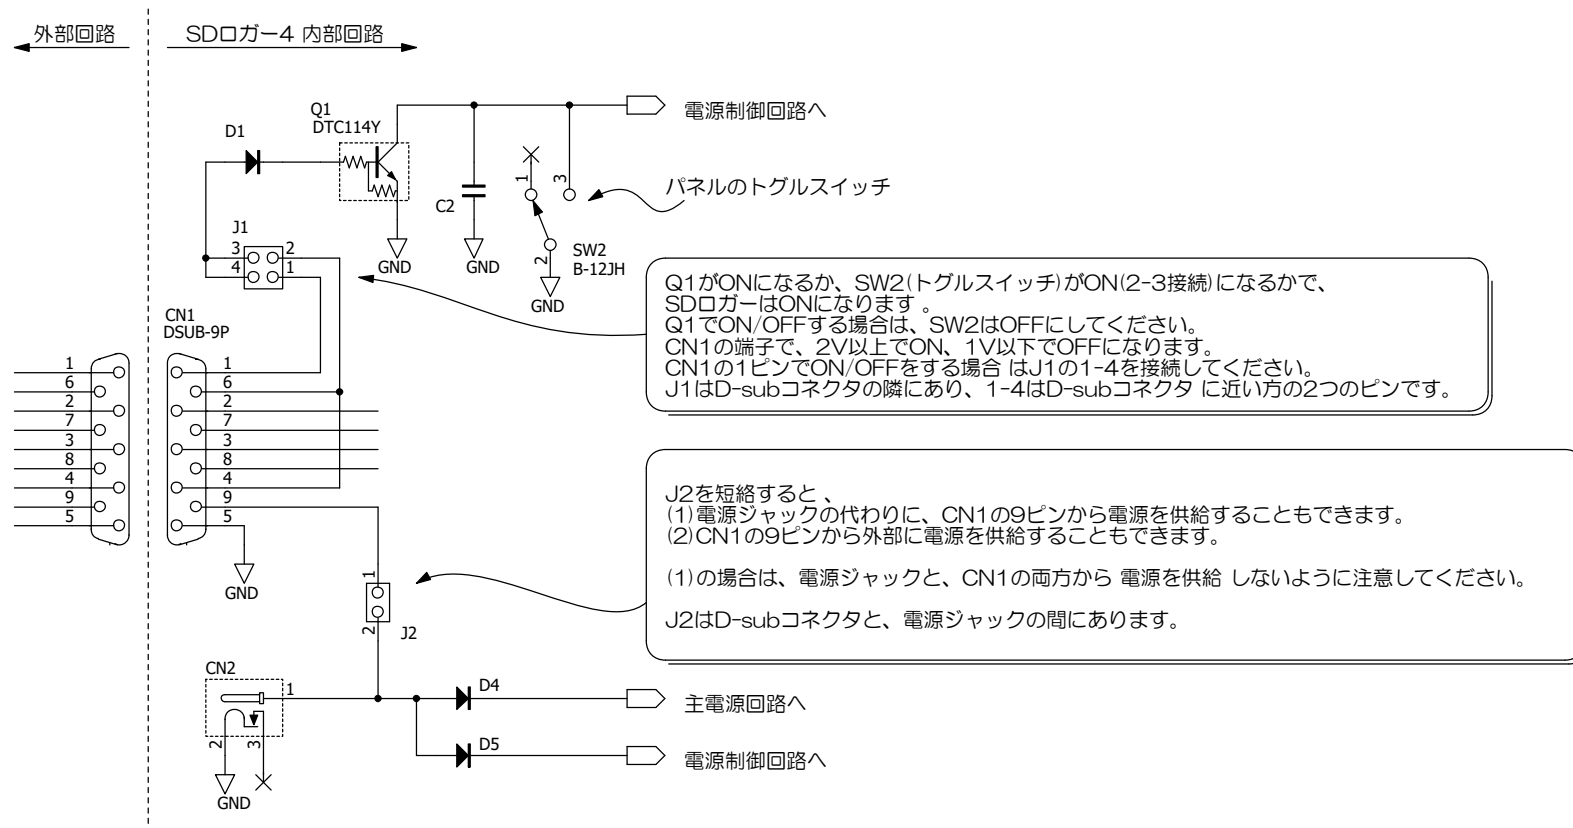 外部回路
SDロガー4 内部回路
電源制御回路へ
Q1
DTC114Y
D1
C2
1
3
パネルのトグルスイッチ
2
SW2
B-12JH
GND
GND
GND
J1
3
2
4
1
Q1がONになるか、SW2(トグルスイッチ)がON(2-3接続)になるかで、
SDロガーはONになります。
Q1でON/OFFする場合は、SW2はOFFにしてください。
CN1の端子で、2V以上でON、1V以下でOFFになります。
CN1の1ピンでON/OFFをする場合 はJ1の1-4を接続してください。
J1はD-subコネクタの隣にあり、1-4はD-subコネクタ に近い方の2つのピンです。
CN1
DSUB-9P
1
6
2
7
3
8
4
9
5
1
6
2
7
3
8
4
9
5
GND
J2を短絡すると、
(1)電源ジャックの代わりに、CN1の9ピンから電源を供給することもできます。
(2)CN1の9ピンから外部に電源を供給することもできます。
(1)の場合は、電源ジャックと、CN1の両方から 電源を供給 しないように注意してください。
J2はD-subコネクタと、電源ジャックの間にあります。
1
2
J2
CN2
1
2
3
GND
D4
主電源回路へ
D5
電源制御回路へ